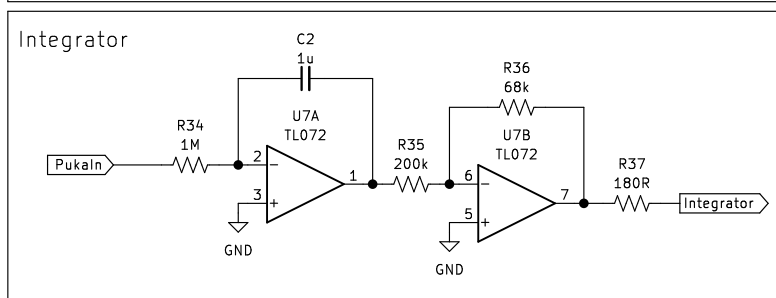 Integrator
C2
1u
R36
68k
U7A
TL072
U7B
TL072
R34
1M
R35
200k
R37
180R
PukaIn
2
-
1
6
-
7
Integrator
3
+
5
+
GND
GND